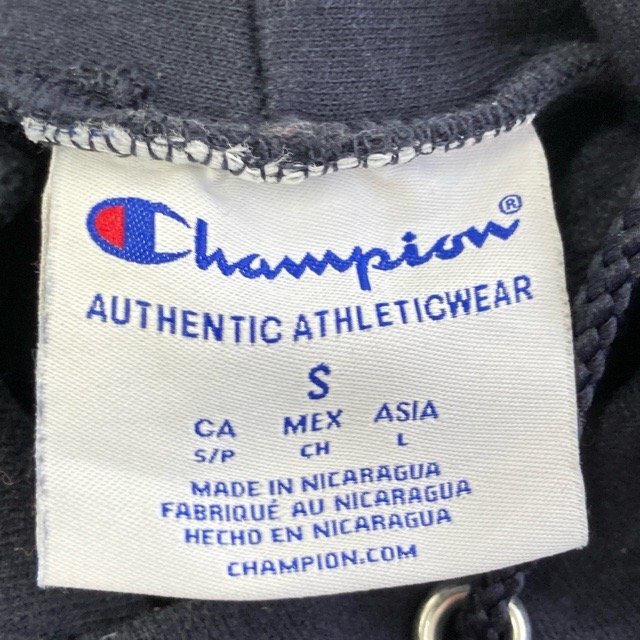 Champion®
AUTHENTIC ATHLETICWEAR
S
CA MEX ASIA
S/P CH L
MADE IN NICARAGUA
FABRIQUÉ AU NICARAGUA
HECHO EN NICARAGUA
CHAMPION.COM